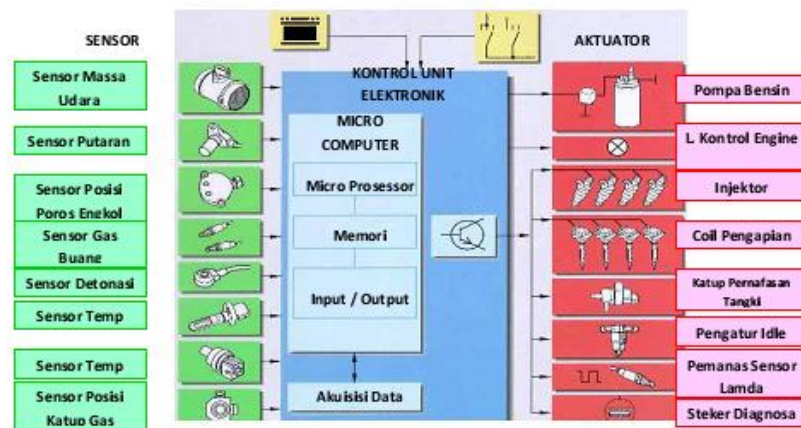 SENSOR
AKTUATOR
KONTROL UNIT
ELEKTRONIK
MICRO
COMPUTER
Micro Prosessor
Memori
Input / Output
Akuisisi Data
Sensor Massa
Udara
Sensor Putaran
Sensor Posisi
Poros Engkol
Sensor Gas
Buang
Sensor Detonasi
Sensor Temp
Sensor Temp
Sensor Posisi
Katup Gas
Pompa Bensin
L. Kontrol Engine
Injektor
Coil Pengapian
Katup Pernafasan
Tangki
Pengatur Idle
Pemanas Sensor
Lamda
Steker Diagnosa